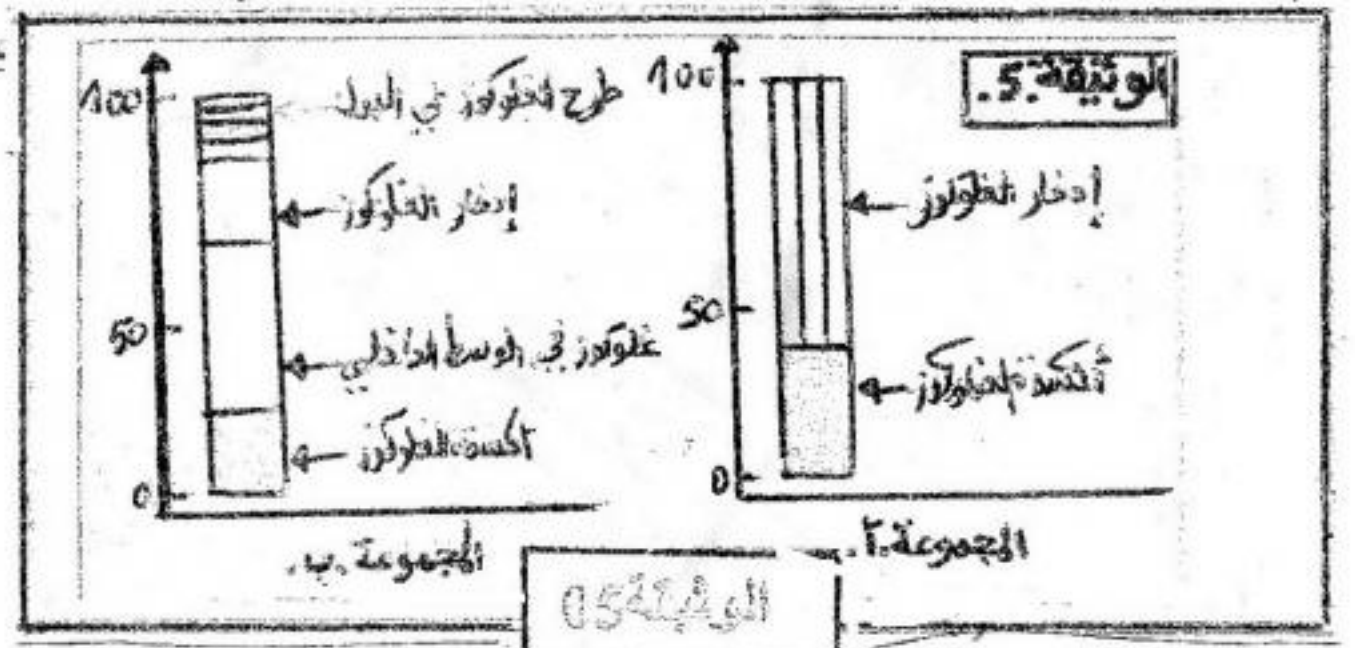 الوثيقة.5.
100
إدخار الغلوكوز
50
أكسدة الغلوكوز
0
المجموعة.أ.
100
طرح الغلوكوز في البول
إدخار الغلوكوز
50
غلوكوز في الوسط الداخلي
أكسدة الغلوكوز
0
المجموعة.ب.
الوثيقة05